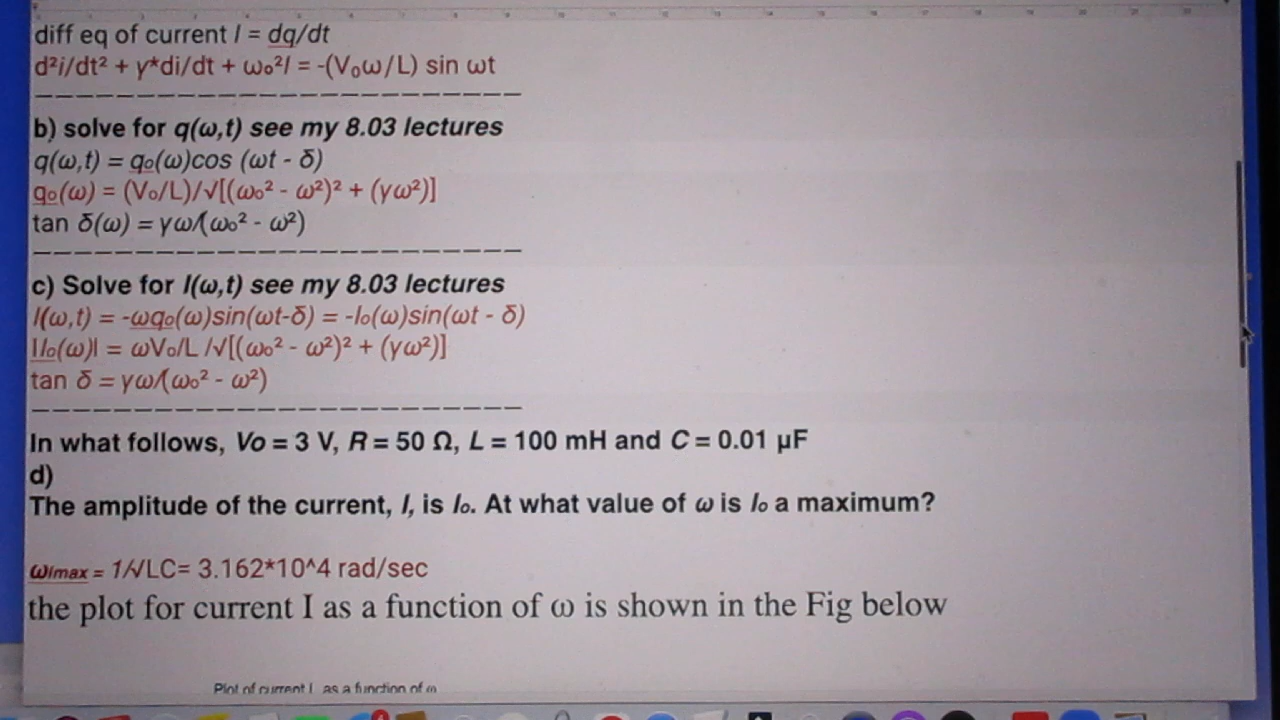 diff eq of current I = dq/dt
d²i/dt² + γ*di/dt + ω₀²I = -(V₀ω/L) sin ωt
b) solve for q(ω,t) see my 8.03 lectures
q(ω,t) = q₀(ω)cos (ωt - δ)
q₀(ω) = (V₀/L)/√[(ω₀² - ω²)² + (γω²)]
tan δ(ω) = γω/(ω₀² - ω²)
c) Solve for I(ω,t) see my 8.03 lectures
I(ω,t) = -ωq₀(ω)sin(ωt-δ) = -I₀(ω)sin(ωt - δ)
|I₀(ω)| = ωV₀/L /√[(ω₀² - ω²)² + (γω²)]
tan δ = γω/(ω₀² - ω²)
In what follows, Vo = 3 V, R = 50 Ω, L = 100 mH and C = 0.01 µF
d)
The amplitude of the current, I, is I₀. At what value of ω is I₀ a maximum?
ωImax = 1/√LC= 3.162*10^4 rad/sec
the plot for current I as a function of ω is shown in the Fig below
Plot of current I as a function of ω